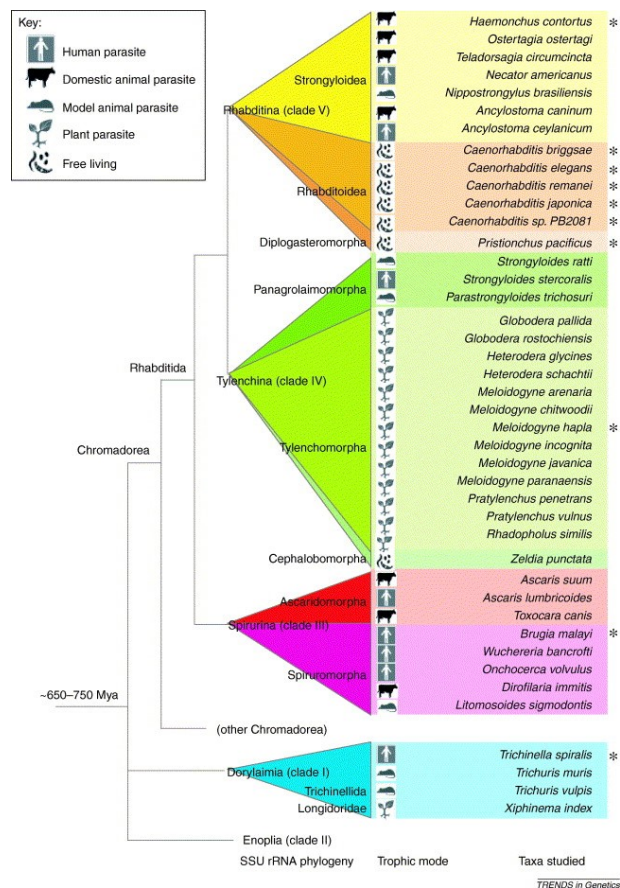 Key:
Human parasite
Domestic animal parasite
Model animal parasite
Plant parasite
Free living
Strongyloidea
Rhabditina (clade V)
Rhabditoidea
Diplogasteromorpha
Panagrolaimomorpha
Rhabditida
Tylenchina (clade IV)
Chromadorea
Tylenchomorpha
Cephalobomorpha
Ascaridomorpha
Spirurina (clade III)
Spiruromorpha
~650–750 Mya
(other Chromadorea)
Dorylaimia (clade I)
Trichinellida
Longidoridae
Enoplia (clade II)
Haemonchus contortus *
Ostertagia ostertagi
Teladorsagia circumcincta
Necator americanus
Nippostrongylus brasiliensis
Ancylostoma caninum
Ancylostoma ceylanicum
Caenorhabditis briggsae *
Caenorhabditis elegans *
Caenorhabditis remanei *
Caenorhabditis japonica *
Caenorhabditis sp. PB2081 *
Pristionchus pacificus *
Strongyloides ratti
Strongyloides stercoralis
Parastrongyloides trichosuri
Globodera pallida
Globodera rostochiensis
Heterodera glycines
Heterodera schachtii
Meloidogyne arenaria
Meloidogyne chitwoodii
Meloidogyne hapla *
Meloidogyne incognita
Meloidogyne javanica
Meloidogyne paranaensis
Pratylenchus penetrans
Pratylenchus vulnus
Rhadopholus similis
Zeldia punctata
Ascaris suum
Ascaris lumbricoides
Toxocara canis
Brugia malayi *
Wuchereria bancrofti
Onchocerca volvulus
Dirofilaria immitis
Litomosoides sigmodontis
Trichinella spiralis *
Trichuris muris
Trichuris vulpis
Xiphinema index
SSU rRNA phylogeny Trophic mode Taxa studied
TRENDS in Genetics